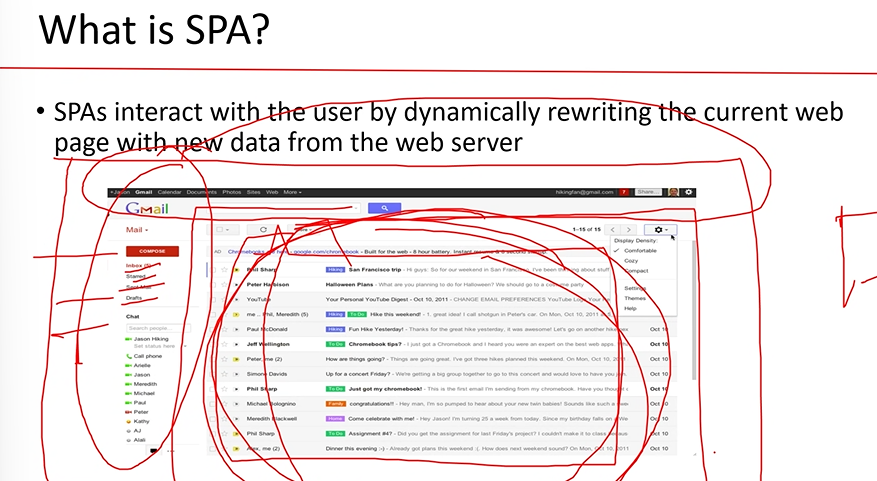 What is SPA?
• SPAs interact with the user by dynamically rewriting the current web
page with new data from the web server
Gmail Calendar Documents Photos Sites Web More
hikingfan@gmail.com ? Share...
Gmail
Mail
1–15 of 15
COMPOSE
Inbox
Starred
Sent Mail
Drafts
Chat
Search people...
Jason Hiking
Set status here
Call phone
Arielle
Jason
Meredith
Michael
Paul
Peter
Kathy
AJ
Alali
AD google.com/chromebook - Built for the web - 8 hour battery. Instant
Phil Sharp Hiking San Francisco trip - Hi guys: So for our weekend in San Francisco, I've been about stuff
Peter Harbison Halloween Plans - What are you planning to do for Halloween? We should go to a costume party
YouTube Your Personal YouTube Digest - Oct 10, 2011 - CHANGE EMAIL PREFERENCES YouTube
me .. Phil, Meredith (5) Hiking To Do Hike this weekend! - 1. great idea! I call shotgun in Peter's car. On Mon, Oct 10, 2011
Paul McDonald Hiking Fun Hike Yesterday! - Thanks for the great hike yesterday, it was awesome! Let's go on another hike Oct 10
Jeff Wellington To Do Chromebook tips? - I just got a Chromebook and I heard you are an expert on the best web apps. Oct 10
Peter, me (2) How are things going? - Things are going great. I've got three hikes planned this weekend. On Mon, Oct 10, 2011 Oct 10
Simone Davids Up for a concert Friday? - We're getting a big group together to go to this concert and would love to have you Oct 10
Phil Sharp To Do Just got my chromebook! - This is the first email I'm sending from my chromebook. Have you Oct 10
Michael Bolognino Family congratulations!! - Hey man, I'm so pumped to hear about your new twin babies! Sounds like such a Oct 10
Meredith Blackwell Home Come celebrate with me! - Hey Jason! I'm turning 25 a week from today. Since my birthday falls on Oct 10
Phil Sharp To Do Assignment #4? - Did you get the assignment for last Friday's project? I couldn't make it to class Oct 10
Alex, me (2) Dinner this evening :-) - Already got plans this weekend :(. How does next weekend sound? On Mon, Oct 10, 2011 Oct 10
Display Density:
✓ Comfortable
Cozy
Compact
Settings
Themes
Help